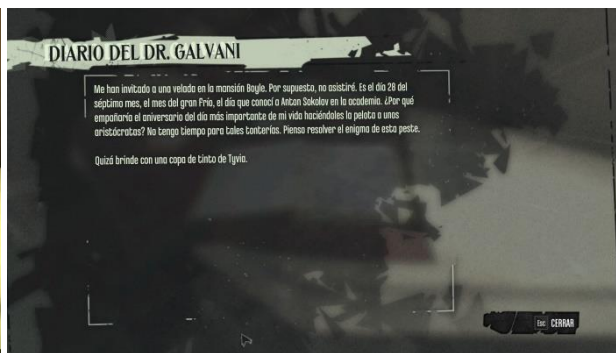 DIARIO DEL DR. GALVANI
Me han invitado a una velada en la mansión Boyle. Por supuesto, no asistiré. Es el día 28 del
séptimo mes, el mes del gran Frío, el día que conocí a Anton Sokolov en la academia. ¿Por qué
empañaría el aniversario del día más importante de mi vida haciéndoles la pelota a unos
aristócratas? No tengo tiempo para tales tonterías. Pienso resolver el enigma de esta peste.
Quizá brinde con una copa de tinto de Tyvia.
Esc CERRAR